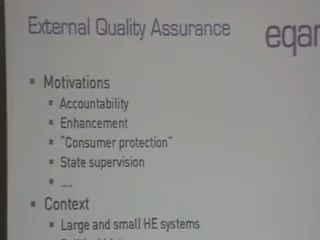 External Quality Assurance
eqar
Motivations
Accountability
Enhancement
"Consumer protection"
State supervision
....
Context
Large and small HE systems